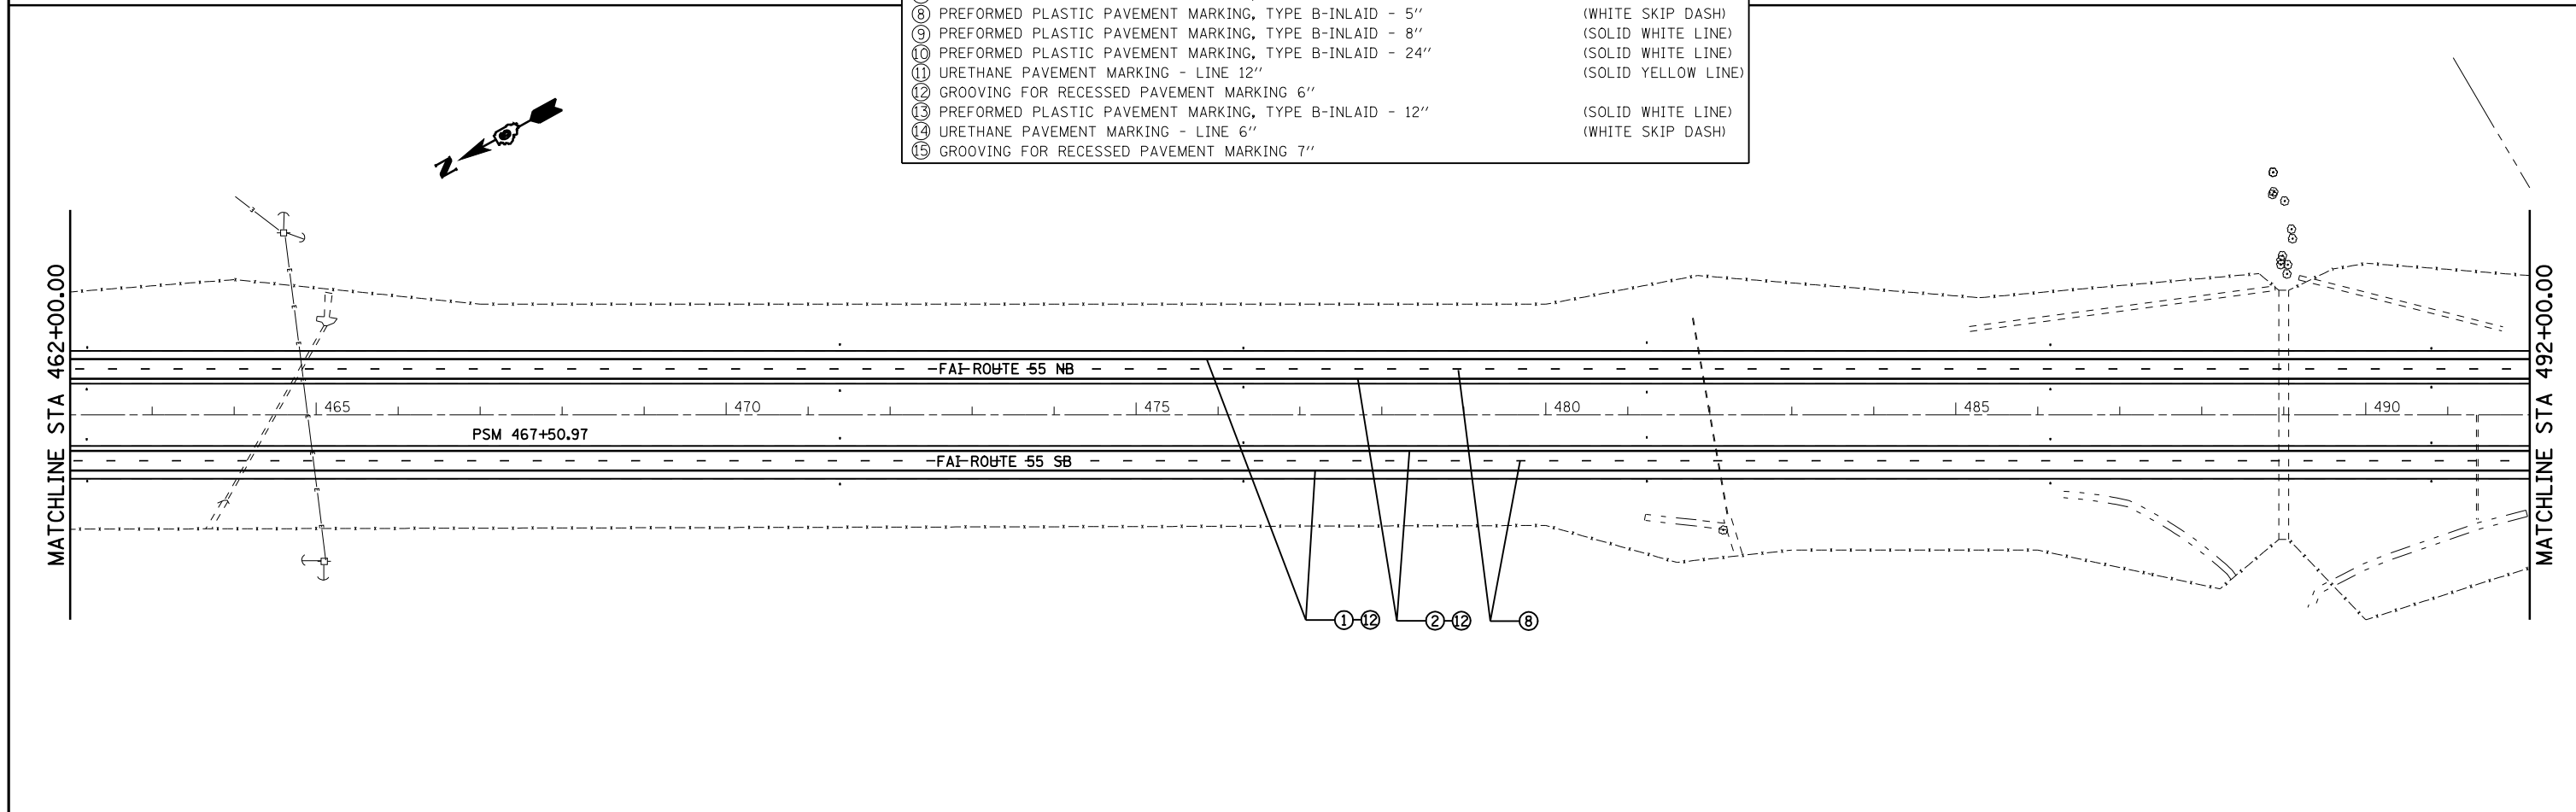 ⑧ PREFORMED PLASTIC PAVEMENT MARKING, TYPE B-INLAID - 5" (WHITE SKIP DASH)
⑨ PREFORMED PLASTIC PAVEMENT MARKING, TYPE B-INLAID - 8" (SOLID WHITE LINE)
⑩ PREFORMED PLASTIC PAVEMENT MARKING, TYPE B-INLAID - 24" (SOLID WHITE LINE)
⑪ URETHANE PAVEMENT MARKING - LINE 12" (SOLID YELLOW LINE)
⑫ GROOVING FOR RECESSED PAVEMENT MARKING 6"
⑬ PREFORMED PLASTIC PAVEMENT MARKING, TYPE B-INLAID - 12" (SOLID WHITE LINE)
⑭ URETHANE PAVEMENT MARKING - LINE 6" (WHITE SKIP DASH)
⑮ GROOVING FOR RECESSED PAVEMENT MARKING 7"
N
MATCHLINE STA 462+00.00
FAI ROUTE 55 NB
465 470 475 480 485 490
PSM 467+50.97
FAI ROUTE 55 SB
① ⑫ ② ⑫ ⑧
MATCHLINE STA 492+00.00